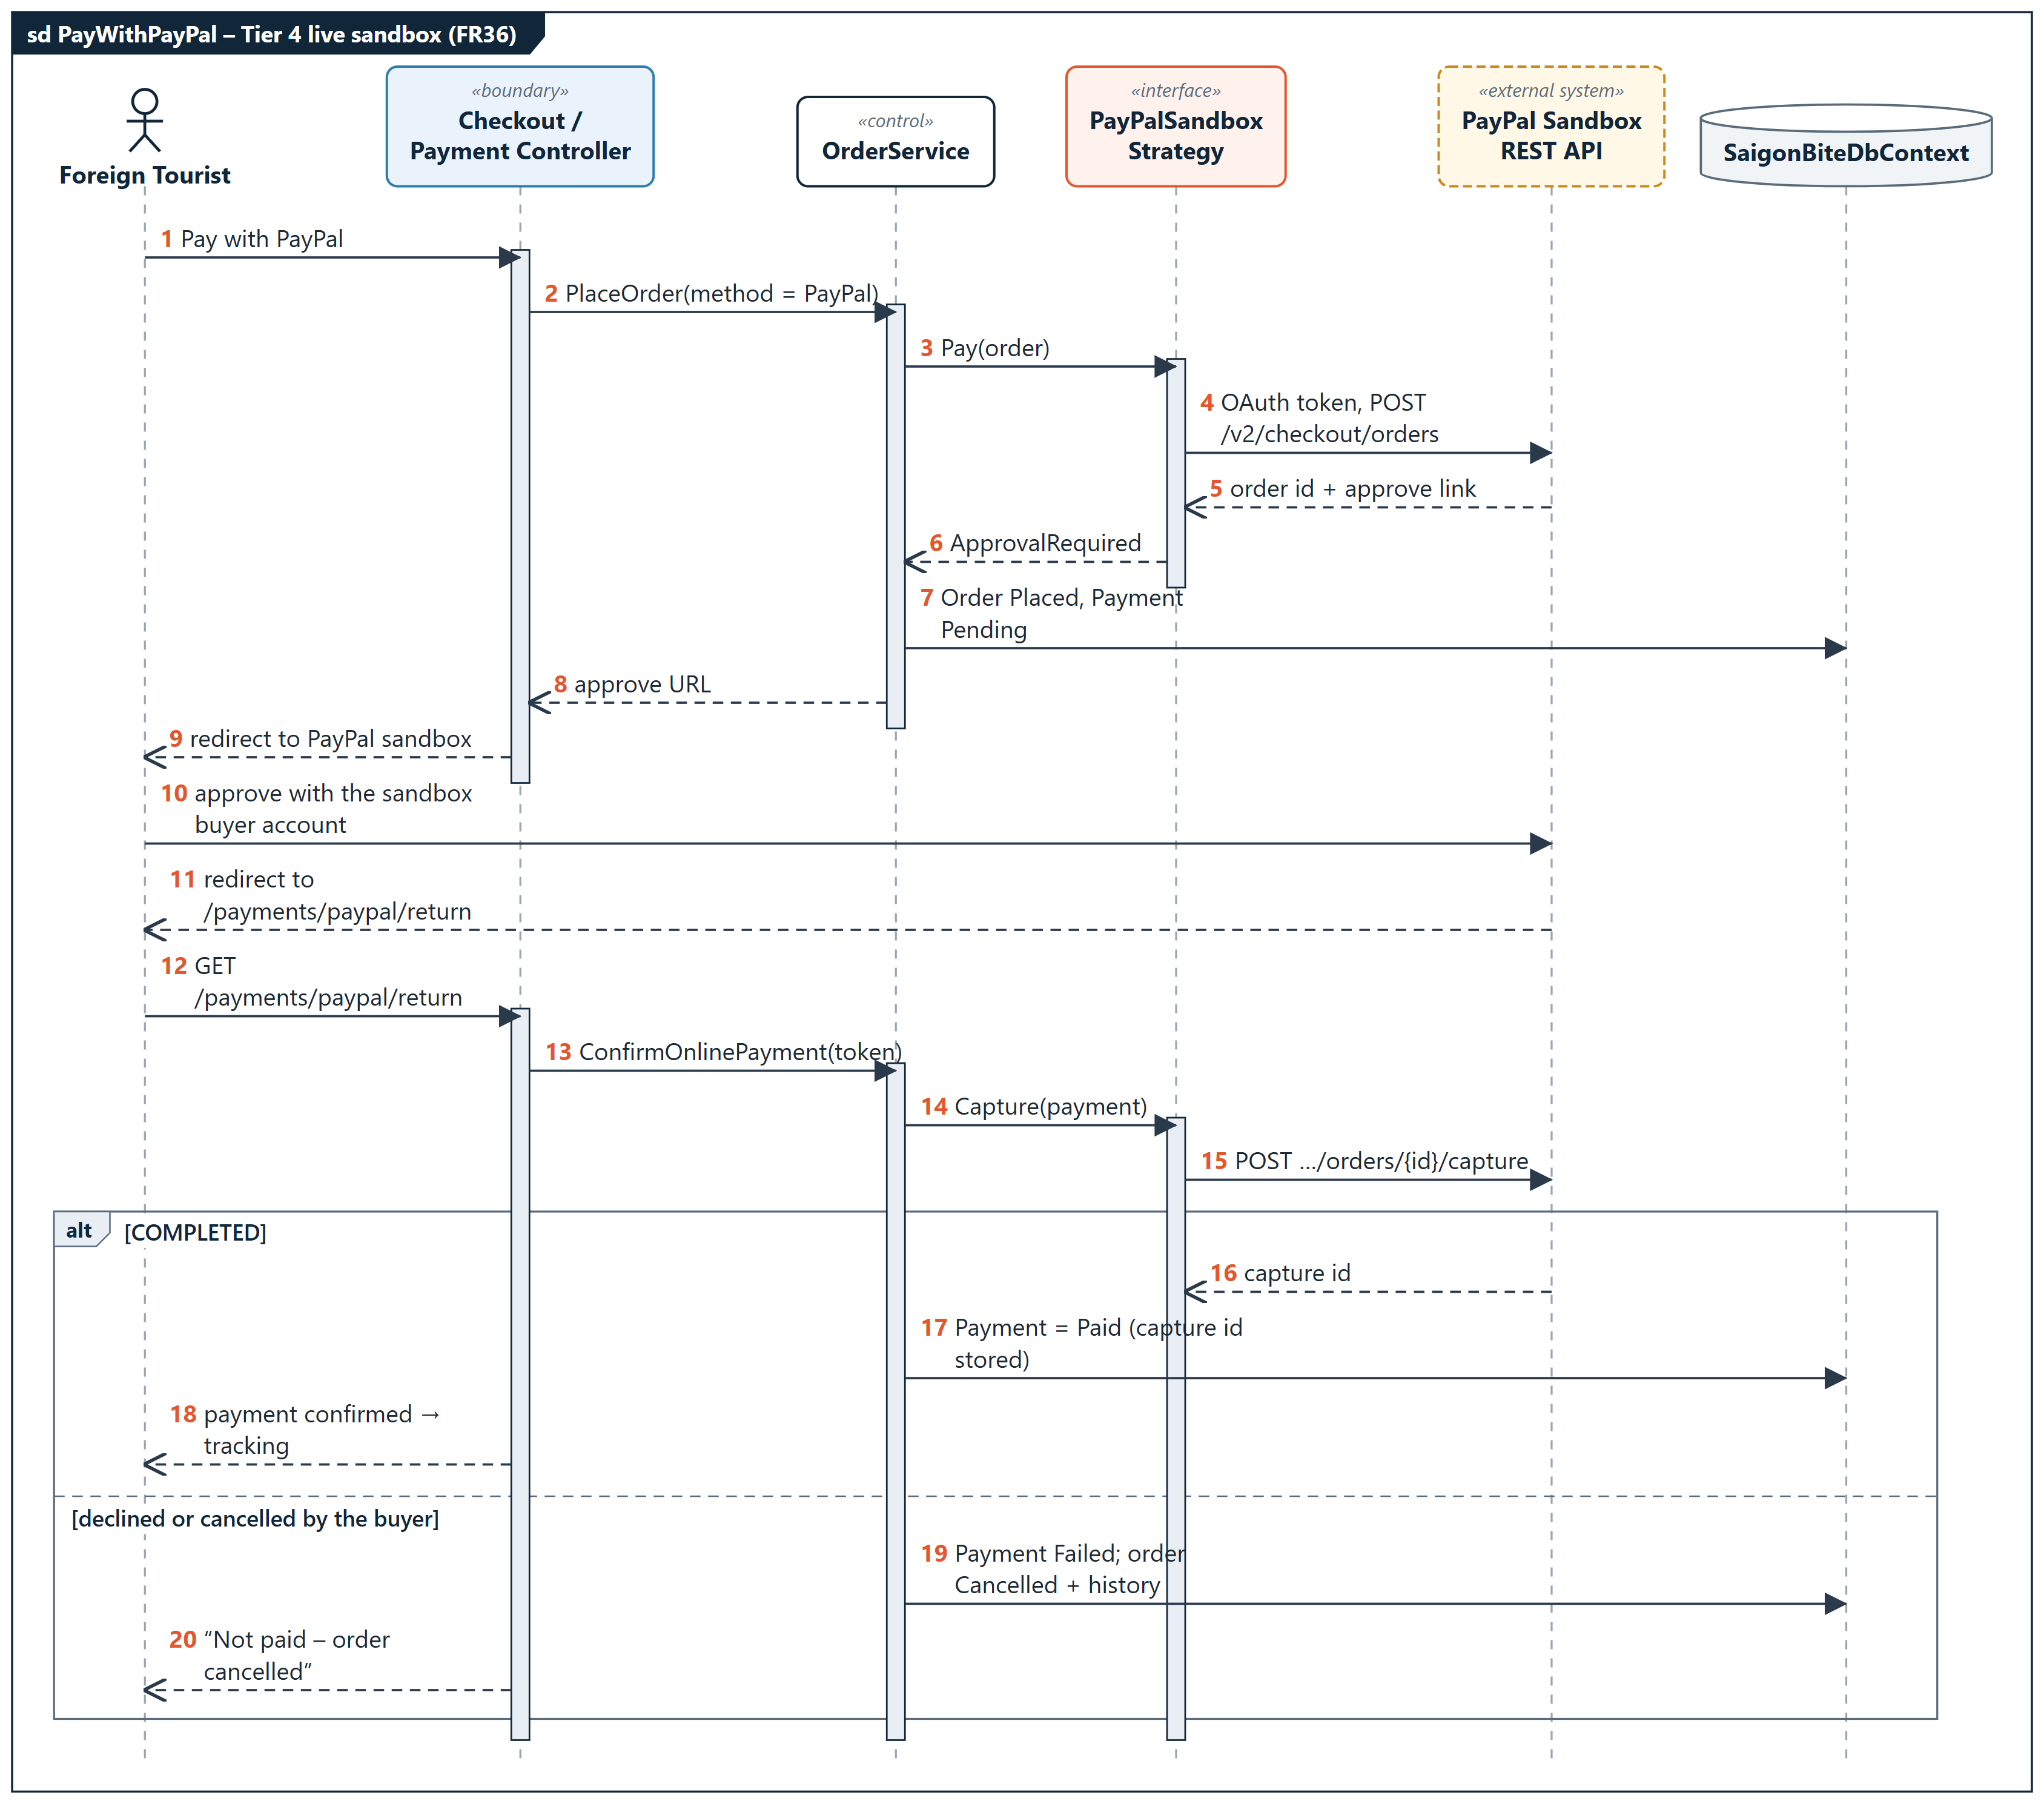 sd PayWithPayPal – Tier 4 live sandbox (FR36)
Foreign Tourist
«boundary»
Checkout /
Payment Controller
«control»
OrderService
«interface»
PayPalSandbox
Strategy
«external system»
PayPal Sandbox
REST API
SaigonBiteDbContext
1 Pay with PayPal
2 PlaceOrder(method = PayPal)
3 Pay(order)
4 OAuth token, POST
/v2/checkout/orders
5 order id + approve link
6 ApprovalRequired
7 Order Placed, Payment
Pending
8 approve URL
9 redirect to PayPal sandbox
10 approve with the sandbox
buyer account
11 redirect to
/payments/paypal/return
12 GET
/payments/paypal/return
13 ConfirmOnlinePayment(token)
14 Capture(payment)
15 POST …/orders/{id}/capture
alt [COMPLETED]
16 capture id
17 Payment = Paid (capture id
stored)
18 payment confirmed →
tracking
[declined or cancelled by the buyer]
19 Payment Failed; order
Cancelled + history
20 “Not paid – order
cancelled”